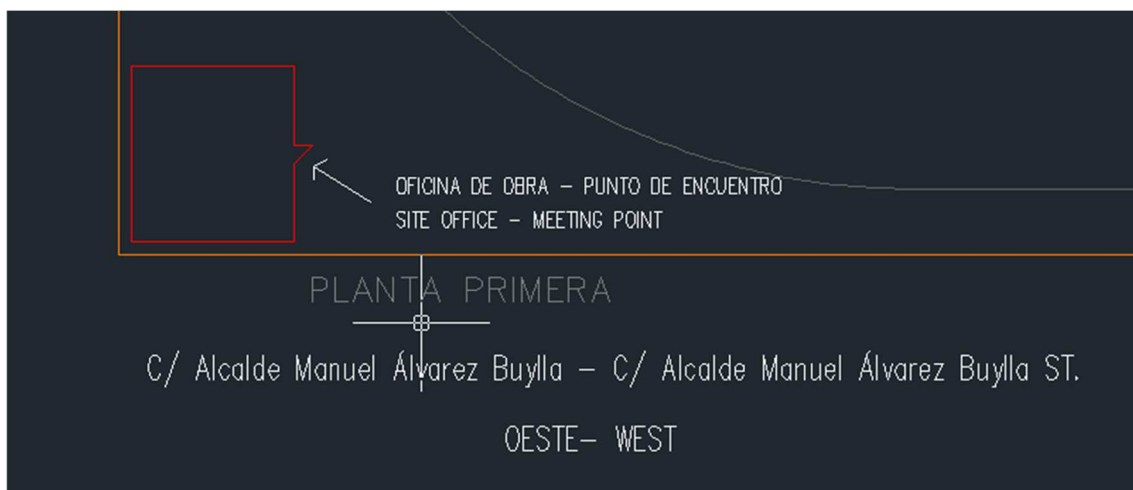 OFICINA DE OBRA – PUNTO DE ENCUENTRO
SITE OFFICE – MEETING POINT
PLANTA PRIMERA
C/ Alcalde Manuel Álvarez Buylla – C/ Alcalde Manuel Álvarez Buylla ST.
OESTE– WEST